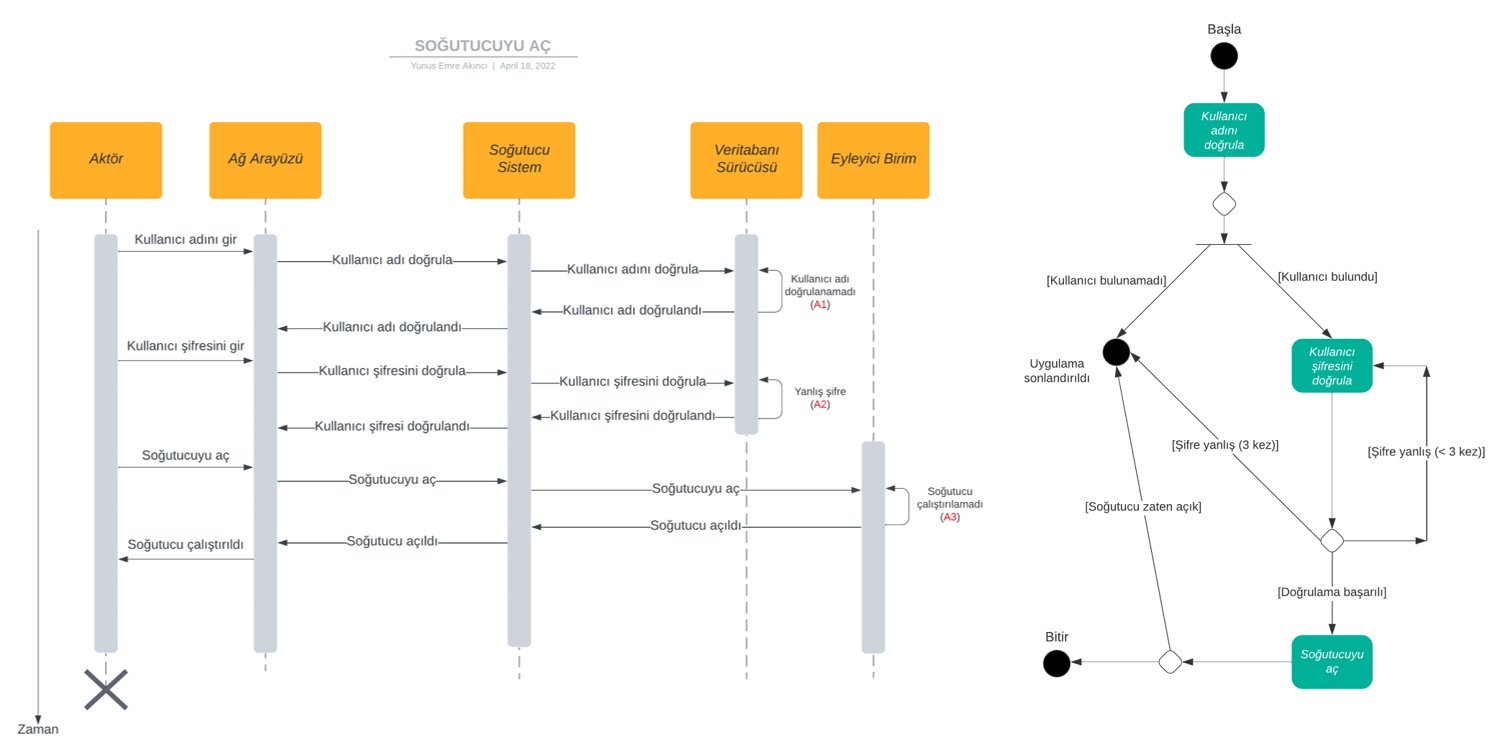 SOĞUTUCUYU AÇ
Yunus Emre Akıncı | April 18, 2022
Aktör
Ağ Arayüzü
Soğutucu
Sistem
Veritabanı
Sürücüsü
Eyleyici Birim
Kullanıcı adını gir
Kullanıcı adı doğrula
Kullanıcı adını doğrula
Kullanıcı adı
doğrulanamadı
(A1)
Kullanıcı adı doğrulandı
Kullanıcı adı doğrulandı
Kullanıcı şifresini gir
Kullanıcı şifresini doğrula
Kullanıcı şifresini doğrula
Yanlış şifre
(A2)
Kullanıcı şifresini doğrulandı
Kullanıcı şifresi doğrulandı
Soğutucuyu aç
Soğutucuyu aç
Soğutucuyu aç
Soğutucu
çalıştırılamadı
(A3)
Soğutucu açıldı
Soğutucu açıldı
Soğutucu çalıştırıldı
Zaman
Başla
Kullanıcı
adını
doğrula
[Kullanıcı bulunamadı]
[Kullanıcı bulundu]
Uygulama
sonlandırıldı
Kullanıcı
şifresini
doğrula
[Şifre yanlış (3 kez)]
[Şifre yanlış (< 3 kez)]
[Soğutucu zaten açık]
[Doğrulama başarılı]
Bitir
Soğutucuyu
aç